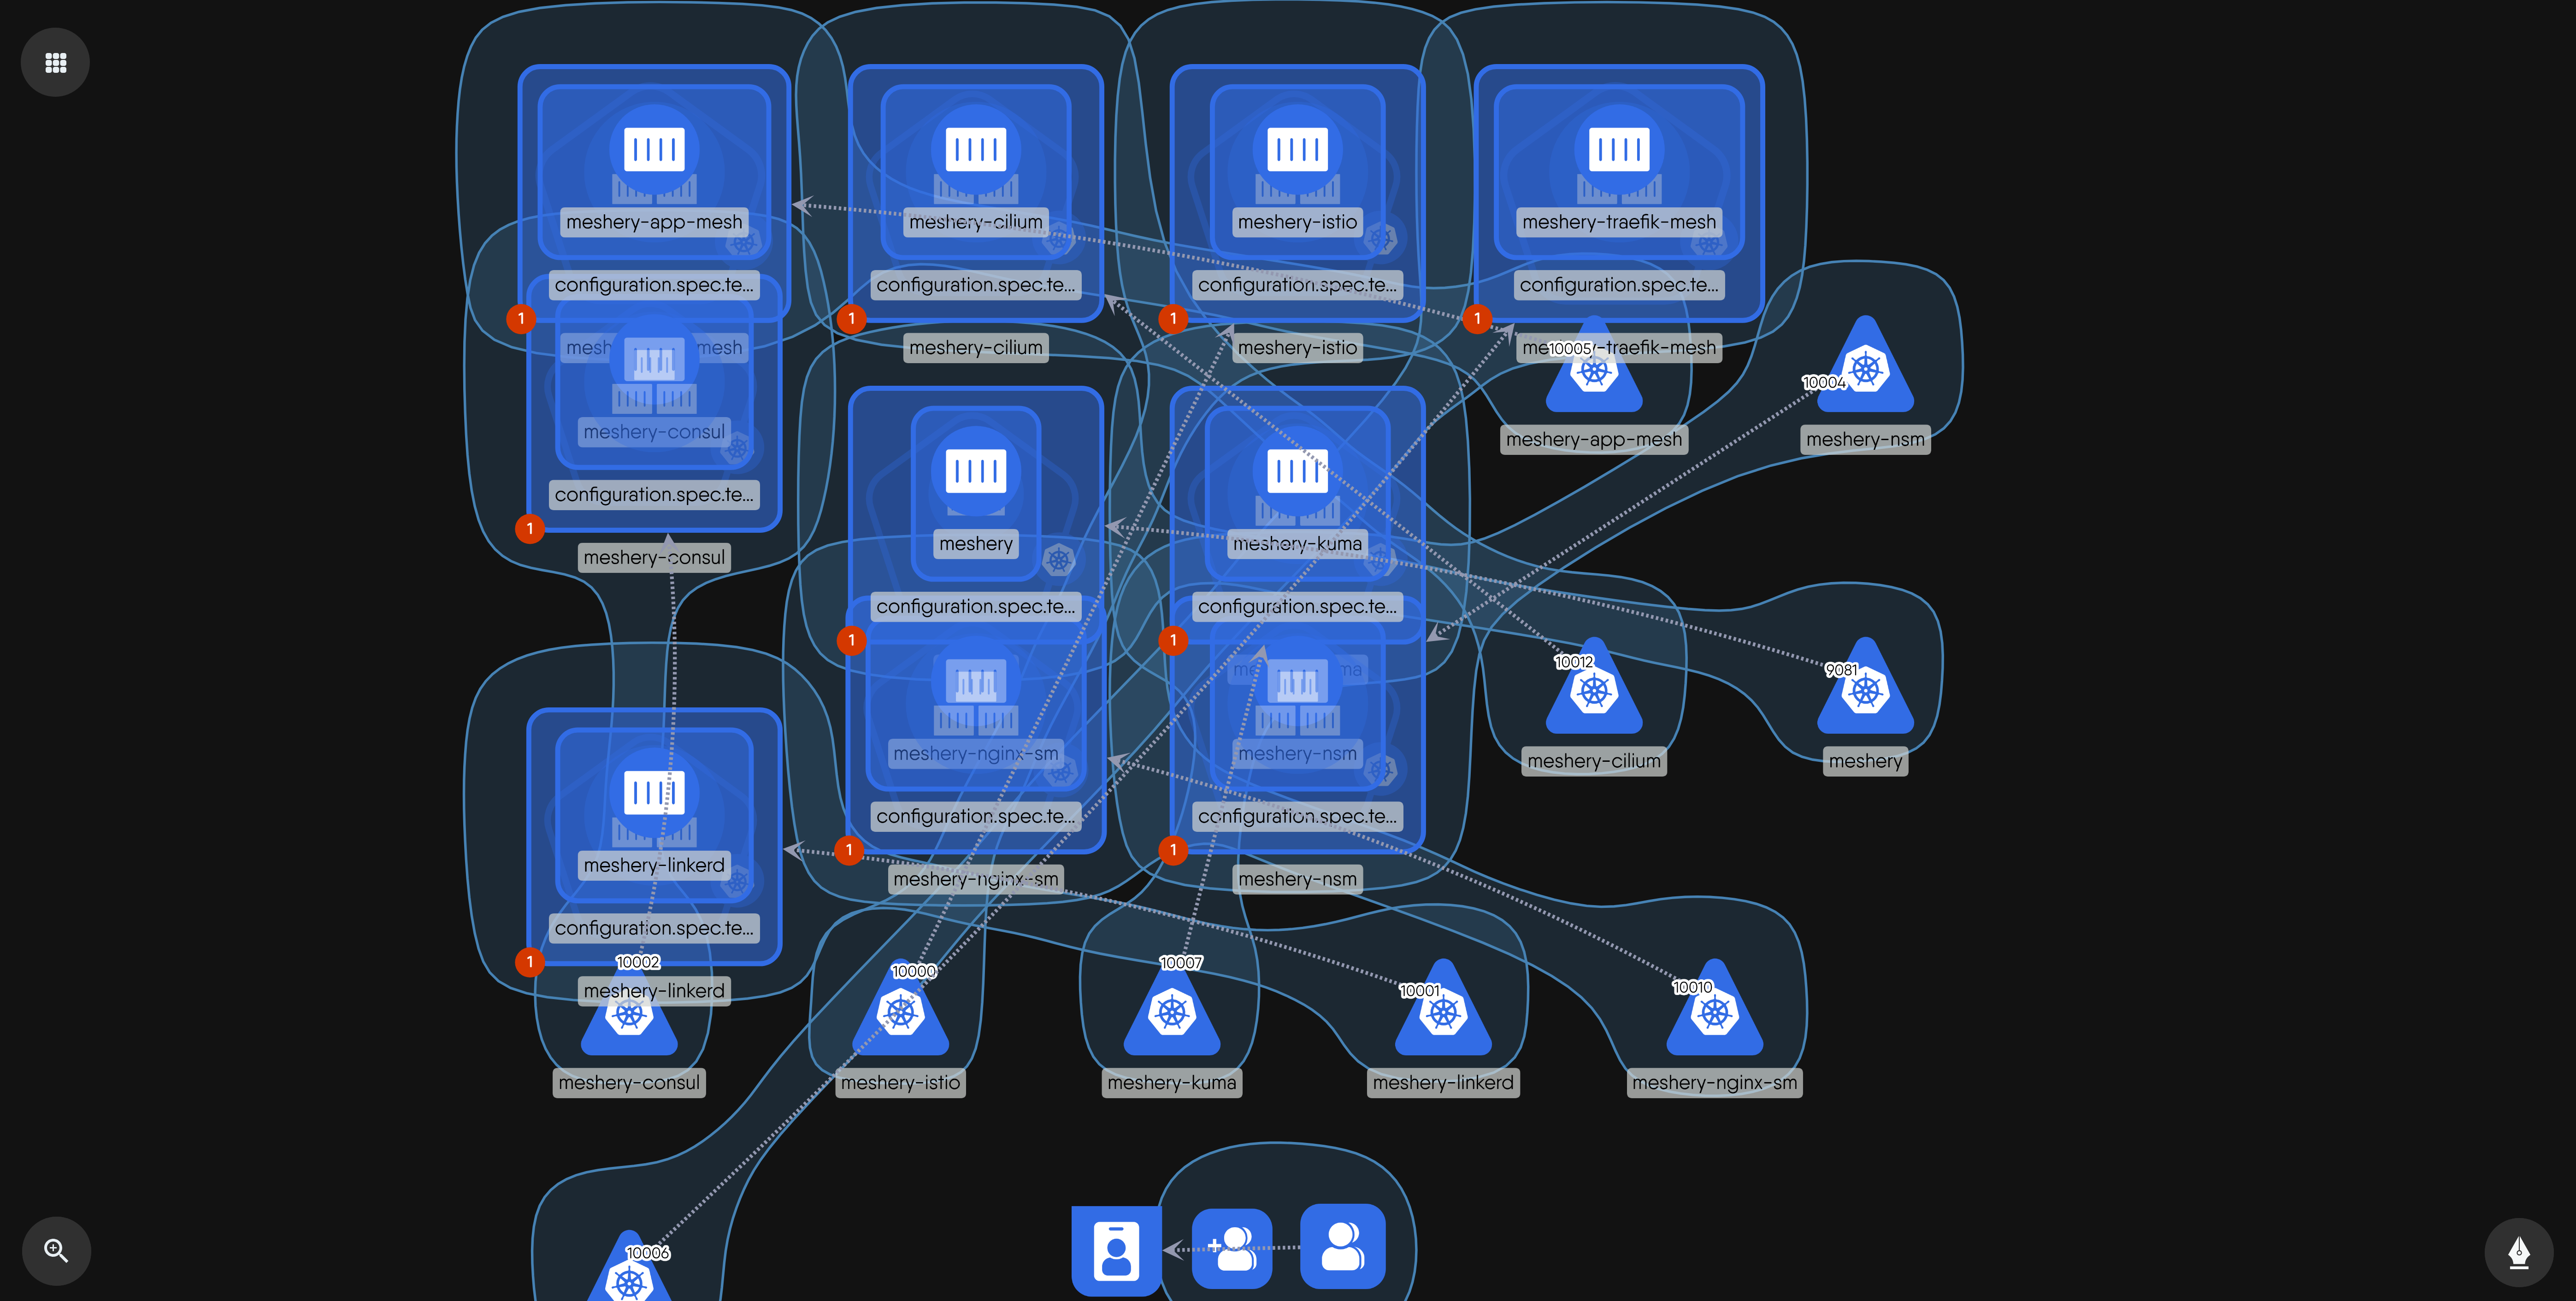 meshery-app-mesh
meshery-cilium
meshery-istio
meshery-traefik-mesh
configuration.spec.te...
configuration.spec.te...
configuration.spec.te...
configuration.spec.te...
1
1
1
1
mesh
mesh
meshery-cilium
meshery-istio
-traefik-mesh
10005
10004
meshery-consul
meshery-app-mesh
meshery-nsm
configuration.spec.te...
1
meshery-consul
meshery
meshery-kuma
configuration.spec.te...
configuration.spec.te...
1
1
me
ma
10012
9081
meshery-nginx-sm
meshery-nsm
meshery-cilium
meshery
configuration.spec.te...
configuration.spec.te...
1
1
meshery-linkerd
meshery-nginx-sm
meshery-nsm
configuration.spec.te...
1
10002
10000
10007
10001
10010
meshery-linkerd
meshery-consul
meshery-istio
meshery-kuma
meshery-linkerd
meshery-nginx-sm
10006